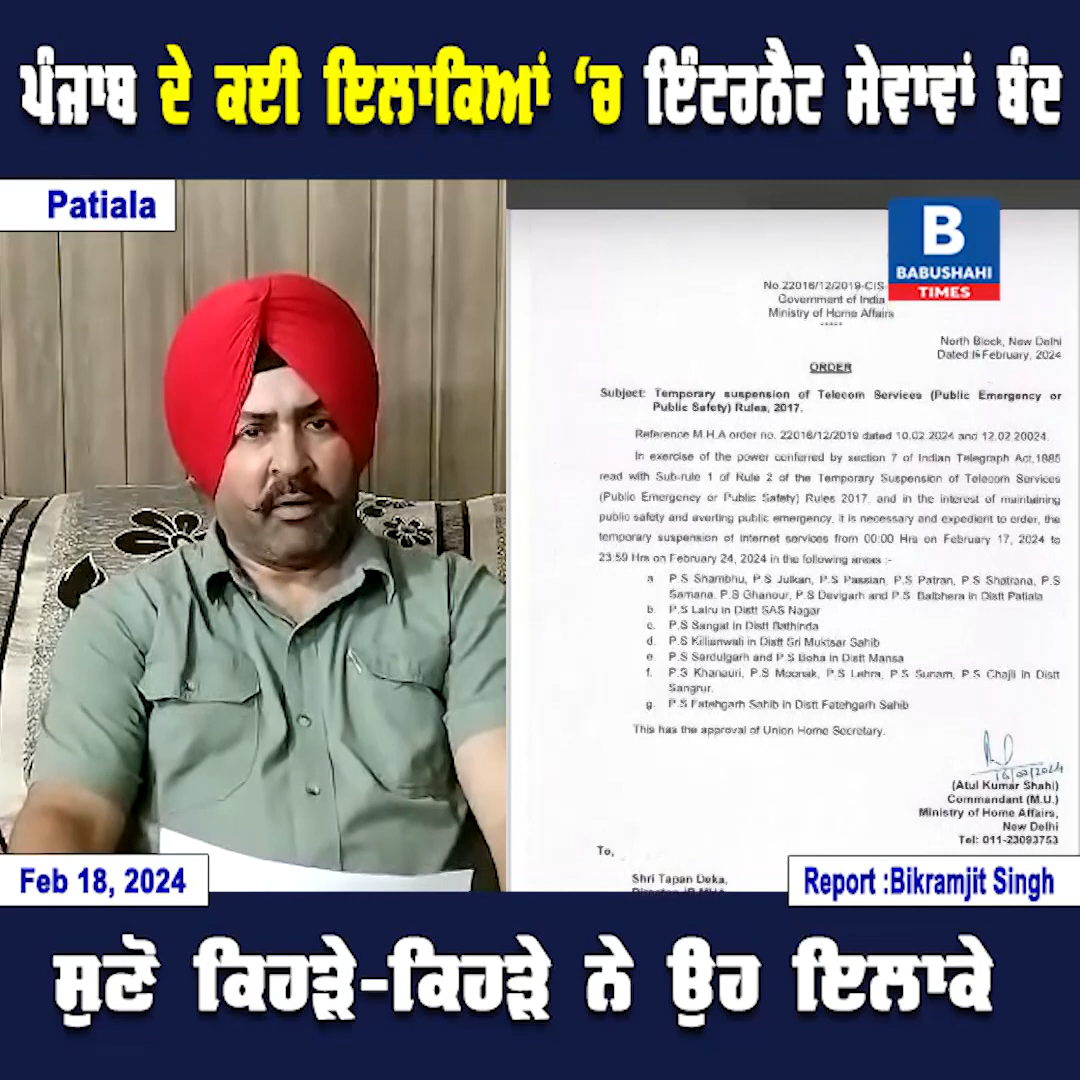 ਪੰਜਾਬ ਦੇ ਕਈ ਇਲਾਕਿਆਂ ‘ਚ ਇੰਟਰਨੈਟ ਸੇਵਾਵਾਂ ਬੰਦ
Patiala
B
BABUSHAHI
TIMES
No.22016/12/2019-CIS
Government of India
Ministry of Home Affairs
*****
North Block, New Delhi
Dated 16 February, 2024
ORDER
Subject: Temporary suspension of Telecom Services (Public Emergency or
Public Safety) Rules, 2017.
Reference M.H.A order no. 22016/12/2019 dated 10.02.2024 and 12.02.20024.
In exercise of the power conferred by section 7 of Indian Telegraph Act,1885
read with Sub-rule 1 of Rule 2 of the Temporary Suspension of Telecom Services
(Public Emergency or Public Safety) Rules 2017, and in the interest of maintaining
public safety and averting public emergency, it is necessary and expedient to order, the
temporary suspension of internet services from 00:00 Hrs on February 17, 2024 to
23:59 Hrs on February 24, 2024 in the following areas :-
a P.S Shambhu, P.S Julkan, P.S Passian, P.S Patran, P.S Shatrana, P.S
Samana, P.S Ghanour, P.S Devigarh and P.S Balbhera in Distt Patiala
b. P.S Lalru in Distt SAS Nagar
c. P.S Sangat in Distt Bathinda
d. P.S Killianwali in Distt Sri Muktsar Sahib
e. P.S Sardulgarh and P.S Boha in Distt Mansa
f. P.S Khanauri, P.S Moonak, P.S Lehra, P.S Sunam, P.S Chajli in Distt
Sangrur.
g. P.S Fatehgarh Sahib in Distt Fatehgarh Sahib
This has the approval of Union Home Secretary.
16/02/2024
(Atul Kumar Shahi)
Commandant (M.U.)
Ministry of Home Affairs,
New Delhi
Tel: 011-23093753
To,
Shri Tapan Deka,
Feb 18, 2024
Report :Bikramjit Singh
ਸੁਣੋ ਕਿਹੜੇ-ਕਿਹੜੇ ਨੇ ਉਹ ਇਲਾਕੇ